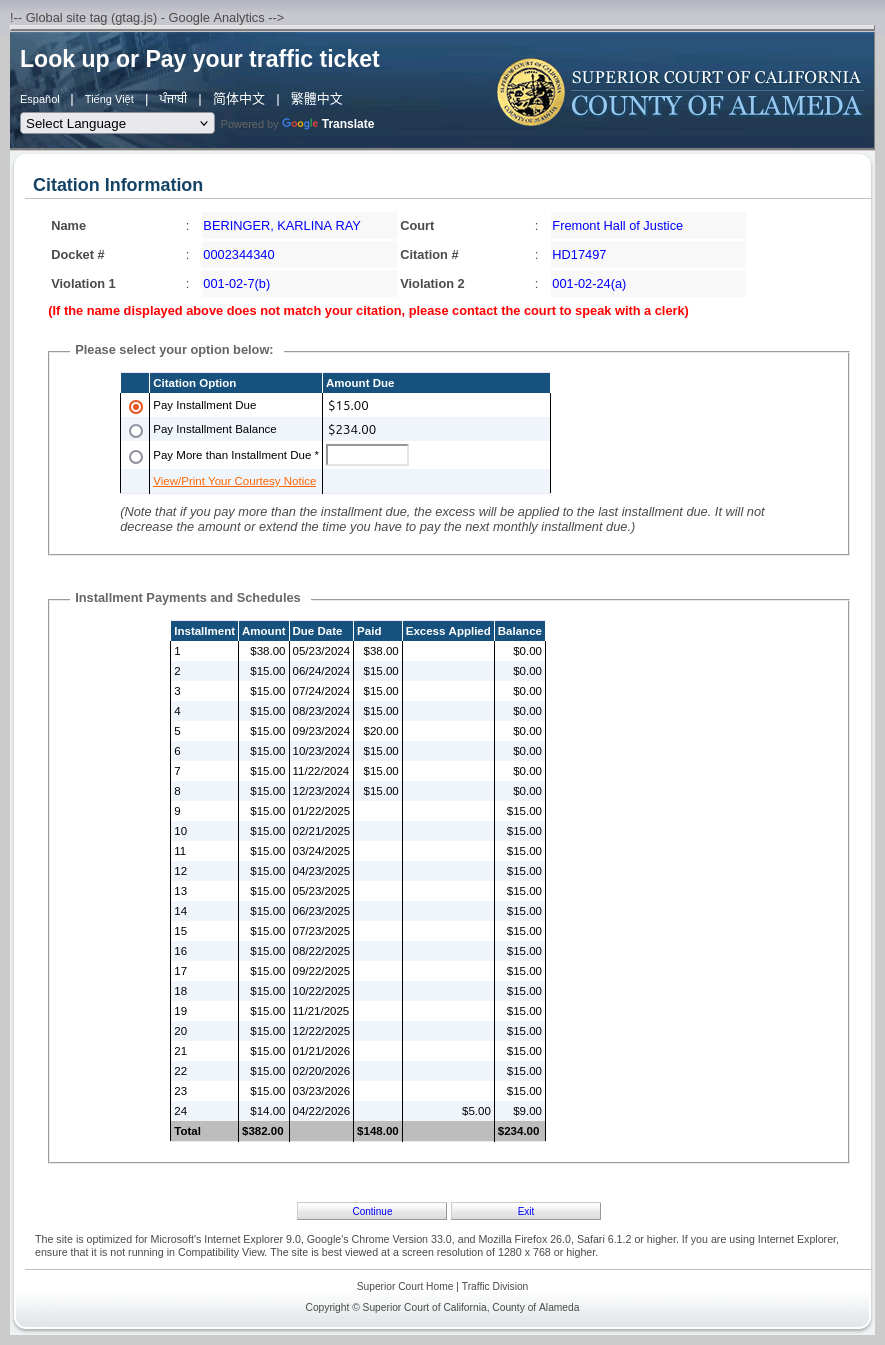 !-- Global site tag (gtag.js) - Google Analytics -->
Look up or Pay your traffic ticket
Español | Tiếng Việt | ਪੰਜਾਬੀ | 简体中文 | 繁體中文
Select Language Powered by Google Translate
SUPERIOR COURT OF CALIFORNIA
COUNTY OF ALAMEDA
Citation Information
Name : BERINGER, KARLINA RAY Court : Fremont Hall of Justice
Docket # : 0002344340 Citation # : HD17497
Violation 1 : 001-02-7(b) Violation 2 : 001-02-24(a)
(If the name displayed above does not match your citation, please contact the court to speak with a clerk)
Please select your option below:
Citation Option Amount Due
Pay Installment Due $15.00
Pay Installment Balance $234.00
Pay More than Installment Due *
View/Print Your Courtesy Notice
(Note that if you pay more than the installment due, the excess will be applied to the last installment due. It will not
decrease the amount or extend the time you have to pay the next monthly installment due.)
Installment Payments and Schedules
Installment Amount Due Date Paid Excess Applied Balance
1 $38.00 05/23/2024 $38.00 $0.00
2 $15.00 06/24/2024 $15.00 $0.00
3 $15.00 07/24/2024 $15.00 $0.00
4 $15.00 08/23/2024 $15.00 $0.00
5 $15.00 09/23/2024 $20.00 $0.00
6 $15.00 10/23/2024 $15.00 $0.00
7 $15.00 11/22/2024 $15.00 $0.00
8 $15.00 12/23/2024 $15.00 $0.00
9 $15.00 01/22/2025 $15.00
10 $15.00 02/21/2025 $15.00
11 $15.00 03/24/2025 $15.00
12 $15.00 04/23/2025 $15.00
13 $15.00 05/23/2025 $15.00
14 $15.00 06/23/2025 $15.00
15 $15.00 07/23/2025 $15.00
16 $15.00 08/22/2025 $15.00
17 $15.00 09/22/2025 $15.00
18 $15.00 10/22/2025 $15.00
19 $15.00 11/21/2025 $15.00
20 $15.00 12/22/2025 $15.00
21 $15.00 01/21/2026 $15.00
22 $15.00 02/20/2026 $15.00
23 $15.00 03/23/2026 $15.00
24 $14.00 04/22/2026 $5.00 $9.00
Total $382.00 $148.00 $234.00
Continue Exit
The site is optimized for Microsoft's Internet Explorer 9.0, Google's Chrome Version 33.0, and Mozilla Firefox 26.0, Safari 6.1.2 or higher. If you are using Internet Explorer,
ensure that it is not running in Compatibility View. The site is best viewed at a screen resolution of 1280 x 768 or higher.
Superior Court Home | Traffic Division
Copyright © Superior Court of California, County of Alameda